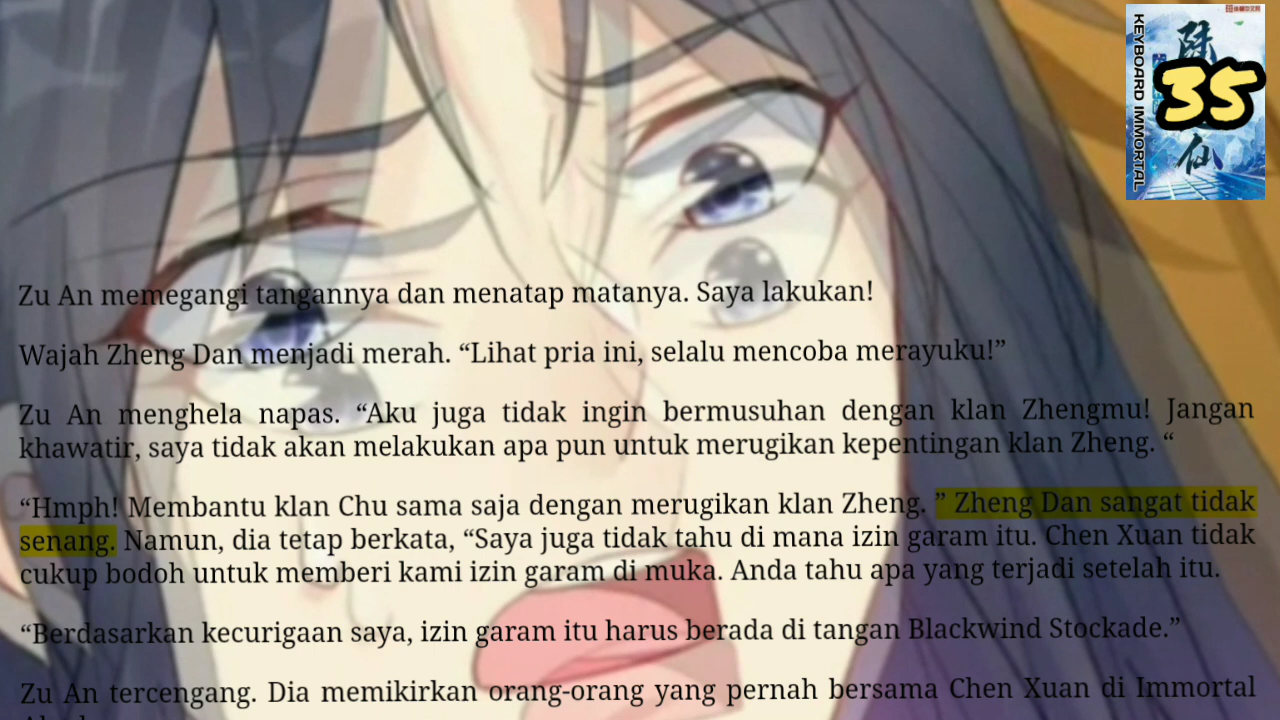 KEYBOARD IMMORTAL
陆
35
仙
Zu An memegangi tangannya dan menatap matanya. Saya lakukan!
Wajah Zheng Dan menjadi merah. “Lihat pria ini, selalu mencoba merayuku!”
Zu An menghela napas. “Aku juga tidak ingin bermusuhan dengan klan Zhengmu! Jangan
khawatir, saya tidak akan melakukan apa pun untuk merugikan kepentingan klan Zheng. “
“Hmph! Membantu klan Chu sama saja dengan merugikan klan Zheng. ” Zheng Dan sangat tidak
senang. Namun, dia tetap berkata, “Saya juga tidak tahu di mana izin garam itu. Chen Xuan tidak
cukup bodoh untuk memberi kami izin garam di muka. Anda tahu apa yang terjadi setelah itu.
“Berdasarkan kecurigaan saya, izin garam itu harus berada di tangan Blackwind Stockade.”
Zu An tercengang. Dia memikirkan orang-orang yang pernah bersama Chen Xuan di Immortal